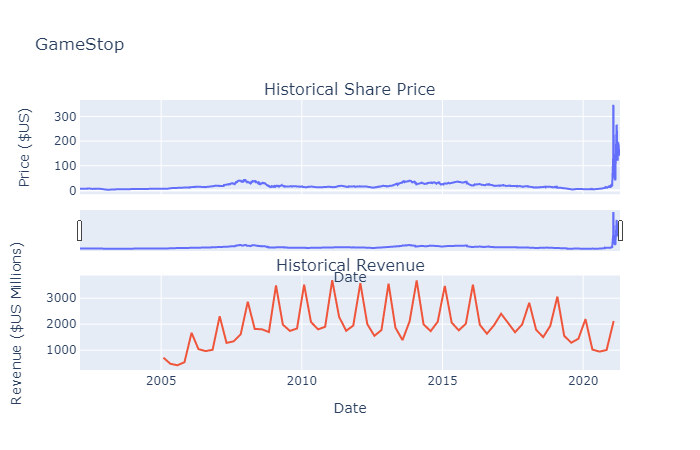 GameStop
Historical Share Price
Price ($US)
300
200
100
0
Historical Revenue
Date
Revenue ($US Millions)
3000
2000
1000
2005
2010
2015
2020
Date